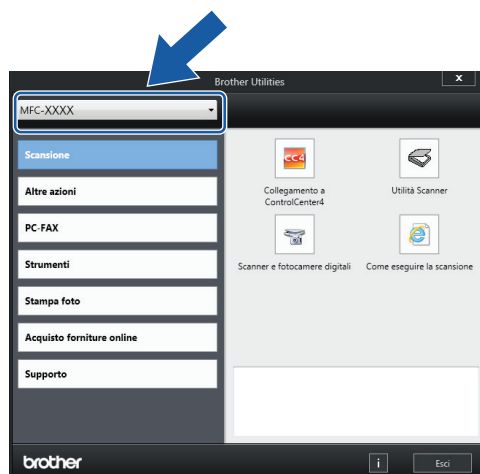 Brother Utilities
x
MFC-XXXX
Scansione
Altre azioni
PC-FAX
Strumenti
Stampa foto
Acquisto forniture online
Supporto
CC4
Collegamento a
ControlCenter4
Utilità Scanner
Scanner e fotocamere digitali
Come eseguire la scansione
brother
i
Esci